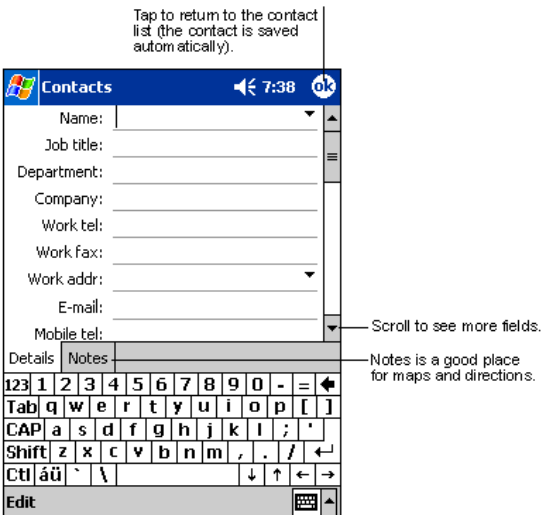 Tap to return to the contact
list (the contact is saved
automatically).
Contacts 7:38 ok
Name:
Job title:
Department:
Company:
Work tel:
Work fax:
Work addr:
E-mail:
Mobile tel:
Scroll to see more fields.
Details Notes
Notes is a good place
for maps and directions.
123 1 2 3 4 5 6 7 8 9 0 - =
Tab q w e r t y u i o p [ ]
CAP a s d f g h j k l ; '
Shift z x c v b n m , . /
Ctl áü ` \
Edit